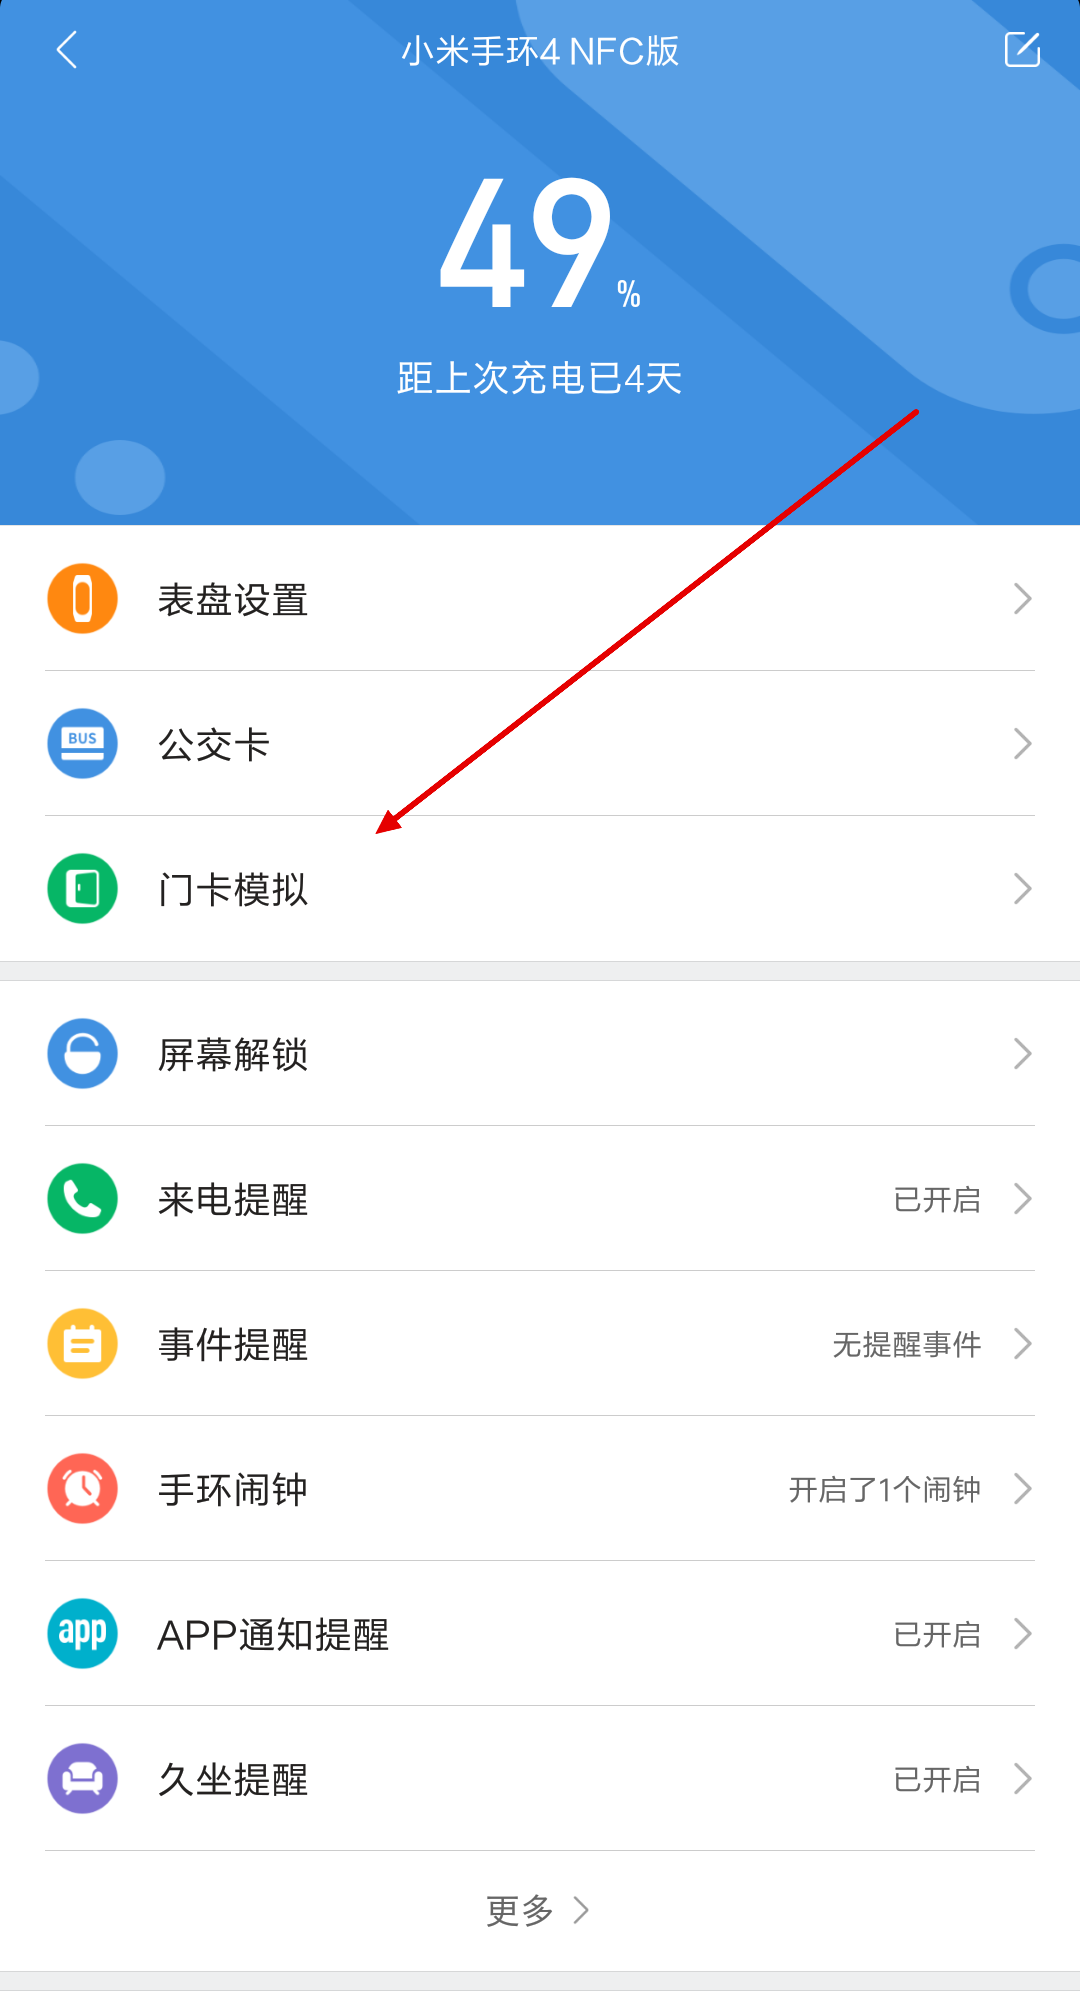 小米手环4 NFC版
49%
距上次充电已4天
表盘设置
BUS
公交卡
门卡模拟
屏幕解锁
来电提醒 已开启
事件提醒 无提醒事件
手环闹钟 开启了1个闹钟
app
APP通知提醒 已开启
久坐提醒 已开启
更多